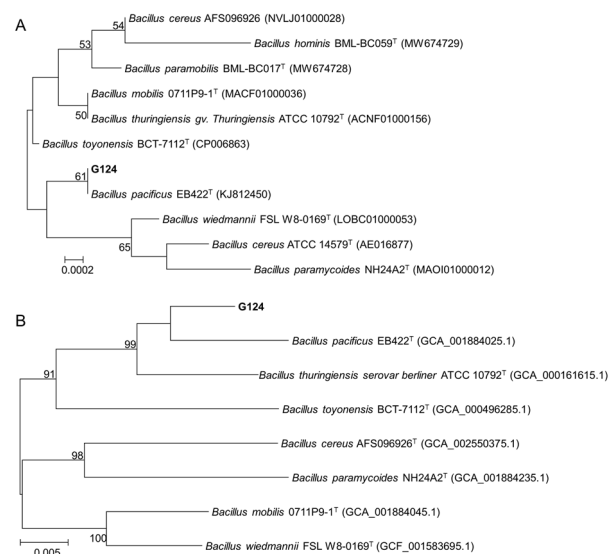 A
Bacillus cereus AFS096926 (NVLJ01000028)
54
Bacillus hominis BML-BC059T (MW674729)
53
Bacillus paramobilis BML-BC017T (MW674728)
Bacillus mobilis 0711P9-1T (MACF01000036)
50
Bacillus thuringiensis gv. Thuringiensis ATCC 10792T (ACNF01000156)
Bacillus toyonensis BCT-7112T (CP006863)
G124
61
Bacillus pacificus EB422T (KJ812450)
Bacillus wiedmannii FSL W8-0169T (LOBC01000053)
65
Bacillus cereus ATCC 14579T (AE016877)
Bacillus paramycoides NH24A2T (MAOI01000012)
0.0002
B
G124
99
Bacillus pacificus EB422T (GCA_001884025.1)
91
Bacillus thuringiensis serovar berliner ATCC 10792T (GCA_000161615.1)
Bacillus toyonensis BCT-7112T (GCA_000496285.1)
Bacillus cereus AFS096926T (GCA_002550375.1)
98
Bacillus paramycoides NH24A2T (GCA_001884235.1)
Bacillus mobilis 0711P9-1T (GCA_001884045.1)
100
Bacillus wiedmannii FSL W8-0169T (GCF_001583695.1)
0.005